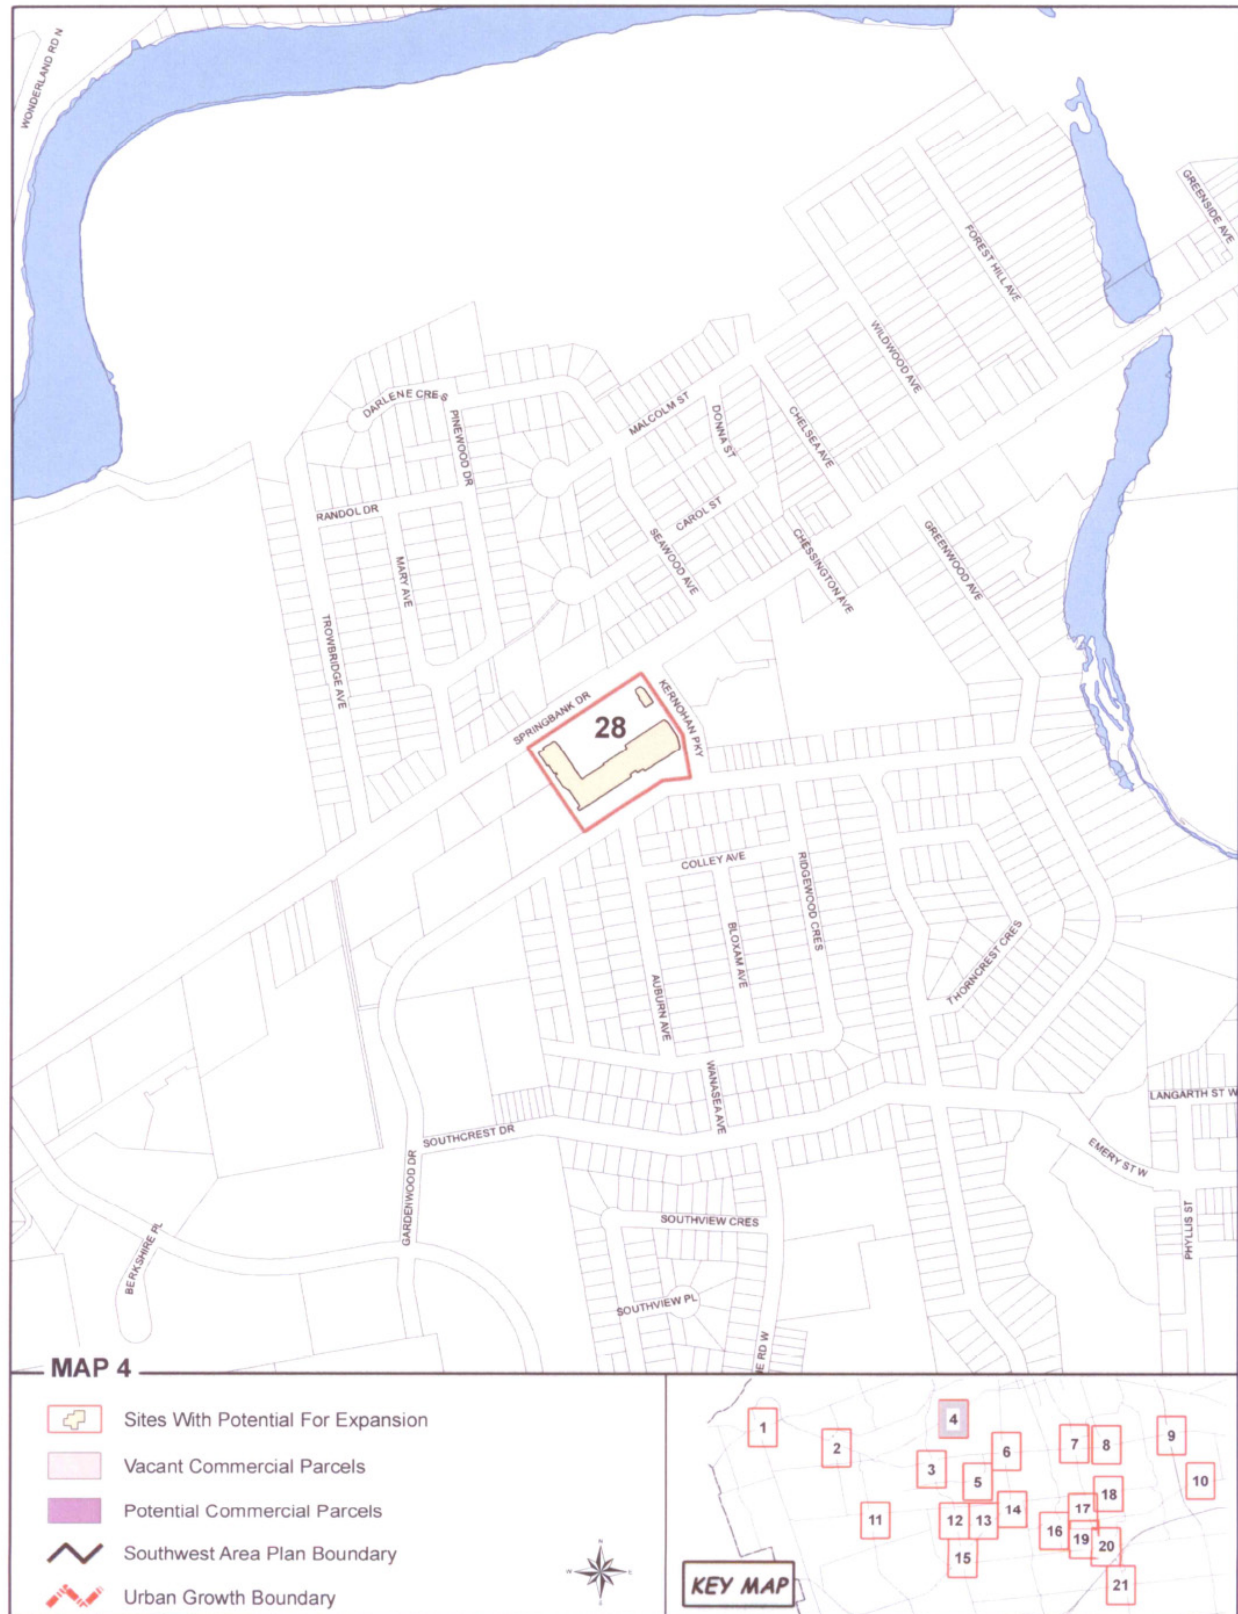 WONDERLAND RD N
GREENSIDE AVE
FOREST HILL AVE
WILDWOOD AVE
DARLENE CRES
PINEWOOD DR
MALCOLM ST
DONNA ST
CHELSEA AVE
RANDOL DR
CAROL ST
SEAWOOD AVE
CHESSINGTON AVE
GREENWOOD AVE
MARY AVE
TROWBRIDGE AVE
SPRINGBANK DR
28
KERNOHAN PKY
COLLEY AVE
RIDGEWOOD CRES
BLOXAM AVE
AUBURN AVE
THORNCREST CRES
WANASEA AVE
LANGARTH ST W
SOUTHCREST DR
EMERY ST W
GARDENWOOD DR
SOUTHVIEW CRES
PHYLLIS ST
BERKSHIRE PL
SOUTHVIEW PL
IE RD W
MAP 4
Sites With Potential For Expansion
Vacant Commercial Parcels
Potential Commercial Parcels
Southwest Area Plan Boundary
Urban Growth Boundary
N
W
E
S
1
2
3
4
5
6
7
8
9
10
11
12
13
14
15
16
17
18
19
20
21
KEY MAP